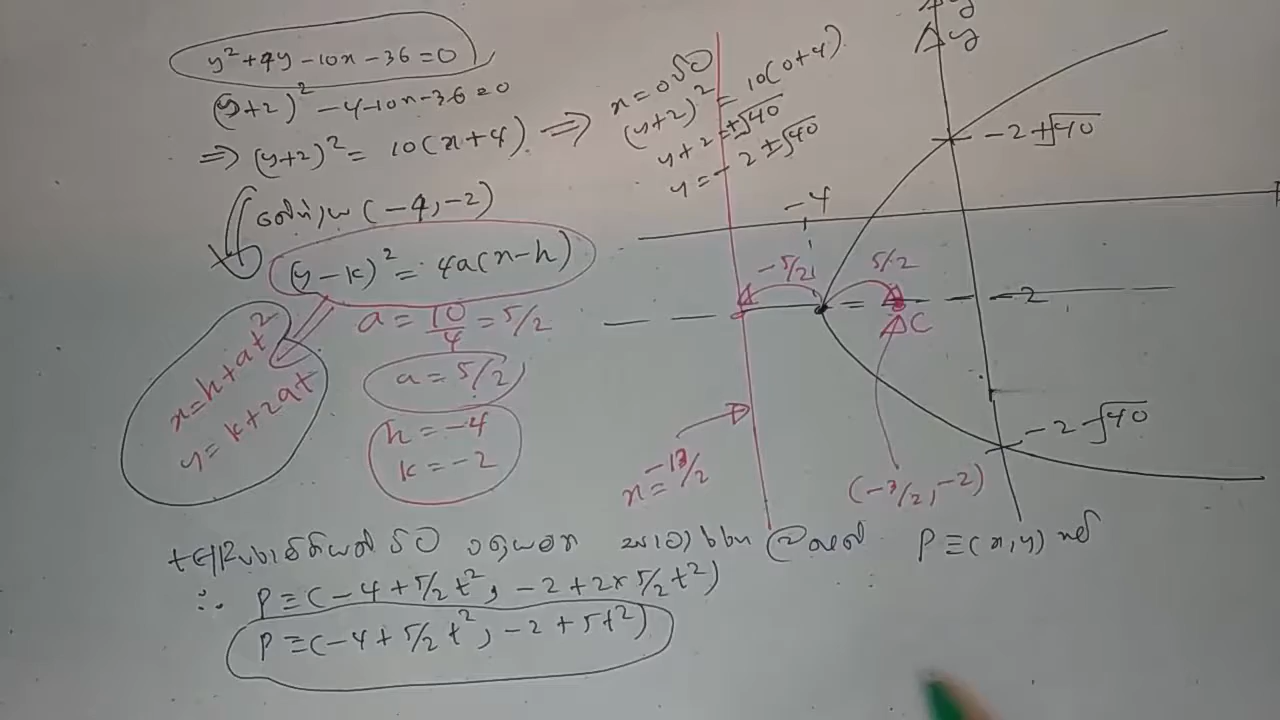 y² + 4y - 10x - 36 = 0
(y+2)² - 4 - 10x - 36 = 0
⇒ (y+2)² = 10(x+4) ⇒
(-4, -2)
(y-k)² = 4a(x-h)
a = 10/4 = 5/2
a = 5/2
h = -4
k = -2
x = h + at²
y = k + 2at
x = 0
(y+2)² = 10(0+4)
y + 2 = ±√40
y = -2 ± √40
y
y
-2 + √40
-4
-5/2
5/2
-2
C
-2 - √40
x = -13/2
(-3/2, -2)
P ≡ (x, y)
∴ P ≡ (-4 + 5/2 t², -2 + 2x 5/2 t²)
P ≡ (-4 + 5/2 t², -2 + 5t²)